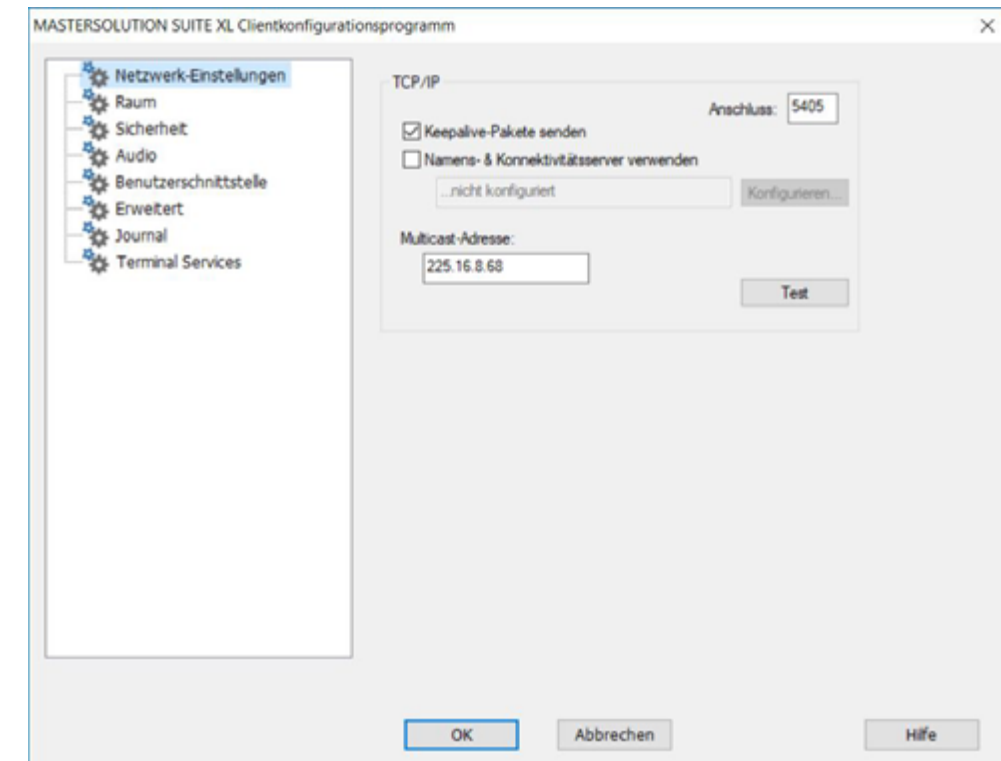 MASTERSOLUTION SUITE XL Clientkonfigurationsprogramm
Netzwerk-Einstellungen
Raum
Sicherheit
Audio
Benutzerschnittstelle
Erweitert
Journal
Terminal Services
TCP/IP
Anschluss: 5405
Keepalive-Pakete senden
Namens- & Konnektivitätsserver verwenden
...nicht konfiguriert Konfigurieren...
Multicast-Adresse:
225.16.8.68
Test
OK Abbrechen Hilfe